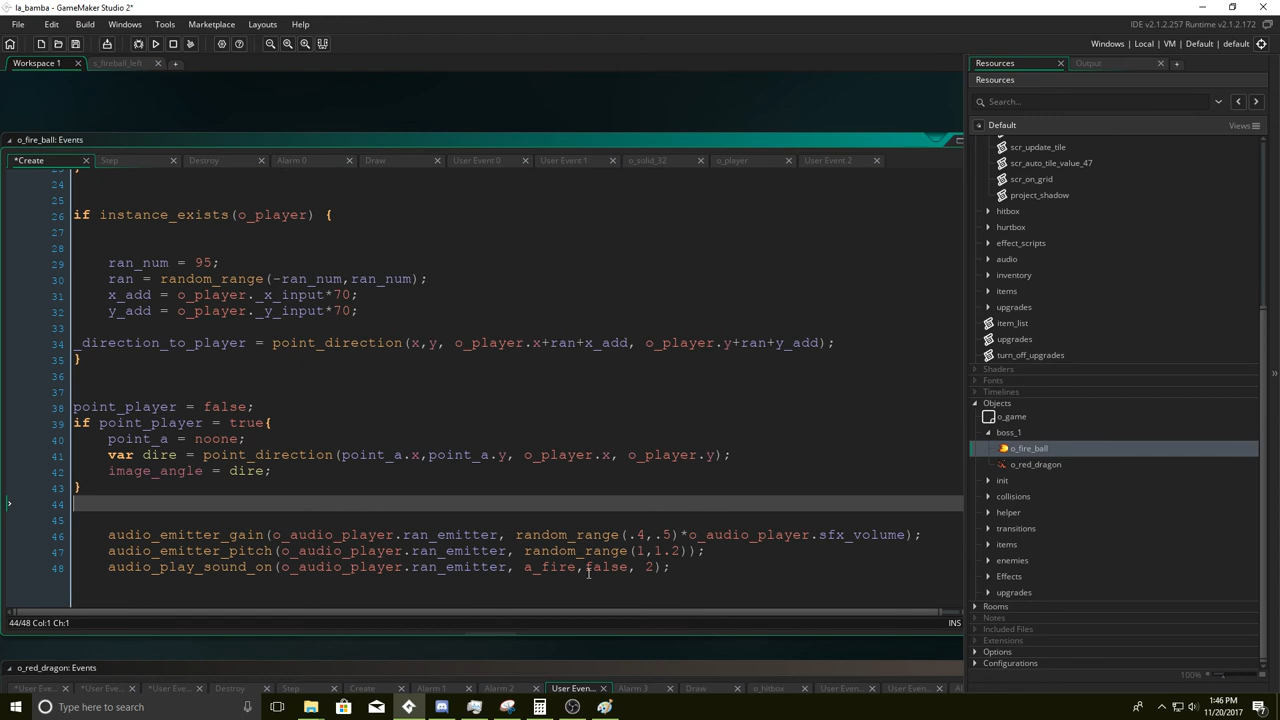 la_bamba - GameMaker Studio 2*
File Edit Build Windows Tools Marketplace Layouts Help
IDE v2.1.2.257 Runtime v2.1.2.172
Windows | Local | VM | Default | default
Workspace 1 s_fireball_left
Resources Output
Resources
Search...
Default Views
o_fire_ball: Events
*Create Step Destroy Alarm 0 Draw User Event 0 User Event 1 o_solid_32 o_player User Event 2
24
25
26 if instance_exists(o_player) {
27
28
29 ran_num = 95;
30 ran = random_range(-ran_num,ran_num);
31 x_add = o_player._x_input*70;
32 y_add = o_player._y_input*70;
33
34 _direction_to_player = point_direction(x,y, o_player.x+ran+x_add, o_player.y+ran+y_add);
35 }
36
37
38 point_player = false;
39 if point_player = true{
40 point_a = noone;
41 var dire = point_direction(point_a.x,point_a.y, o_player.x, o_player.y);
42 image_angle = dire;
43 }
44
45
46 audio_emitter_gain(o_audio_player.ran_emitter, random_range(.4,.5)*o_audio_player.sfx_volume);
47 audio_emitter_pitch(o_audio_player.ran_emitter, random_range(1,1.2));
48 audio_play_sound_on(o_audio_player.ran_emitter, a_fire,false, 2);
44/48 Col:1 Ch:1 INS
scr_update_tile
scr_auto_tile_value_47
scr_on_grid
project_shadow
hitbox
hurtbox
effect_scripts
audio
inventory
items
upgrades
item_list
upgrades
turn_off_upgrades
Shaders
Fonts
Timelines
Objects
o_game
boss_1
o_fire_ball
o_red_dragon
init
collisions
helper
transitions
items
enemies
Effects
upgrades
Rooms
Notes
Included Files
Extensions
Options
Configurations
100%
o_red_dragon: Events
*User Eve... *User Eve... *User Eve... Destroy Step Create Alarm 1 Alarm 2 User Even... Alarm 3 Draw o_hitbox User Even... User Even...
Type here to search
1:46 PM
11/20/2017